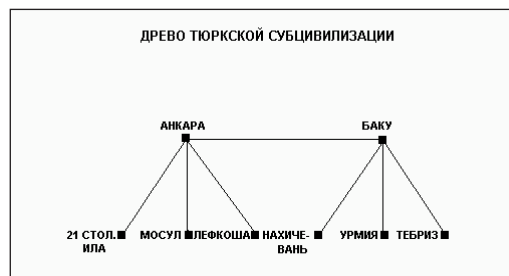 ДРЕВО ТЮРКСКОЙ СУБЦИВИЛИЗАЦИИ
АНКАРА БАКУ
21 СТОЛ. МОСУЛ ЛЕФКОША НАХИЧЕ- УРМИЯ ТЕБРИЗ
ИЛА ВАНЬ